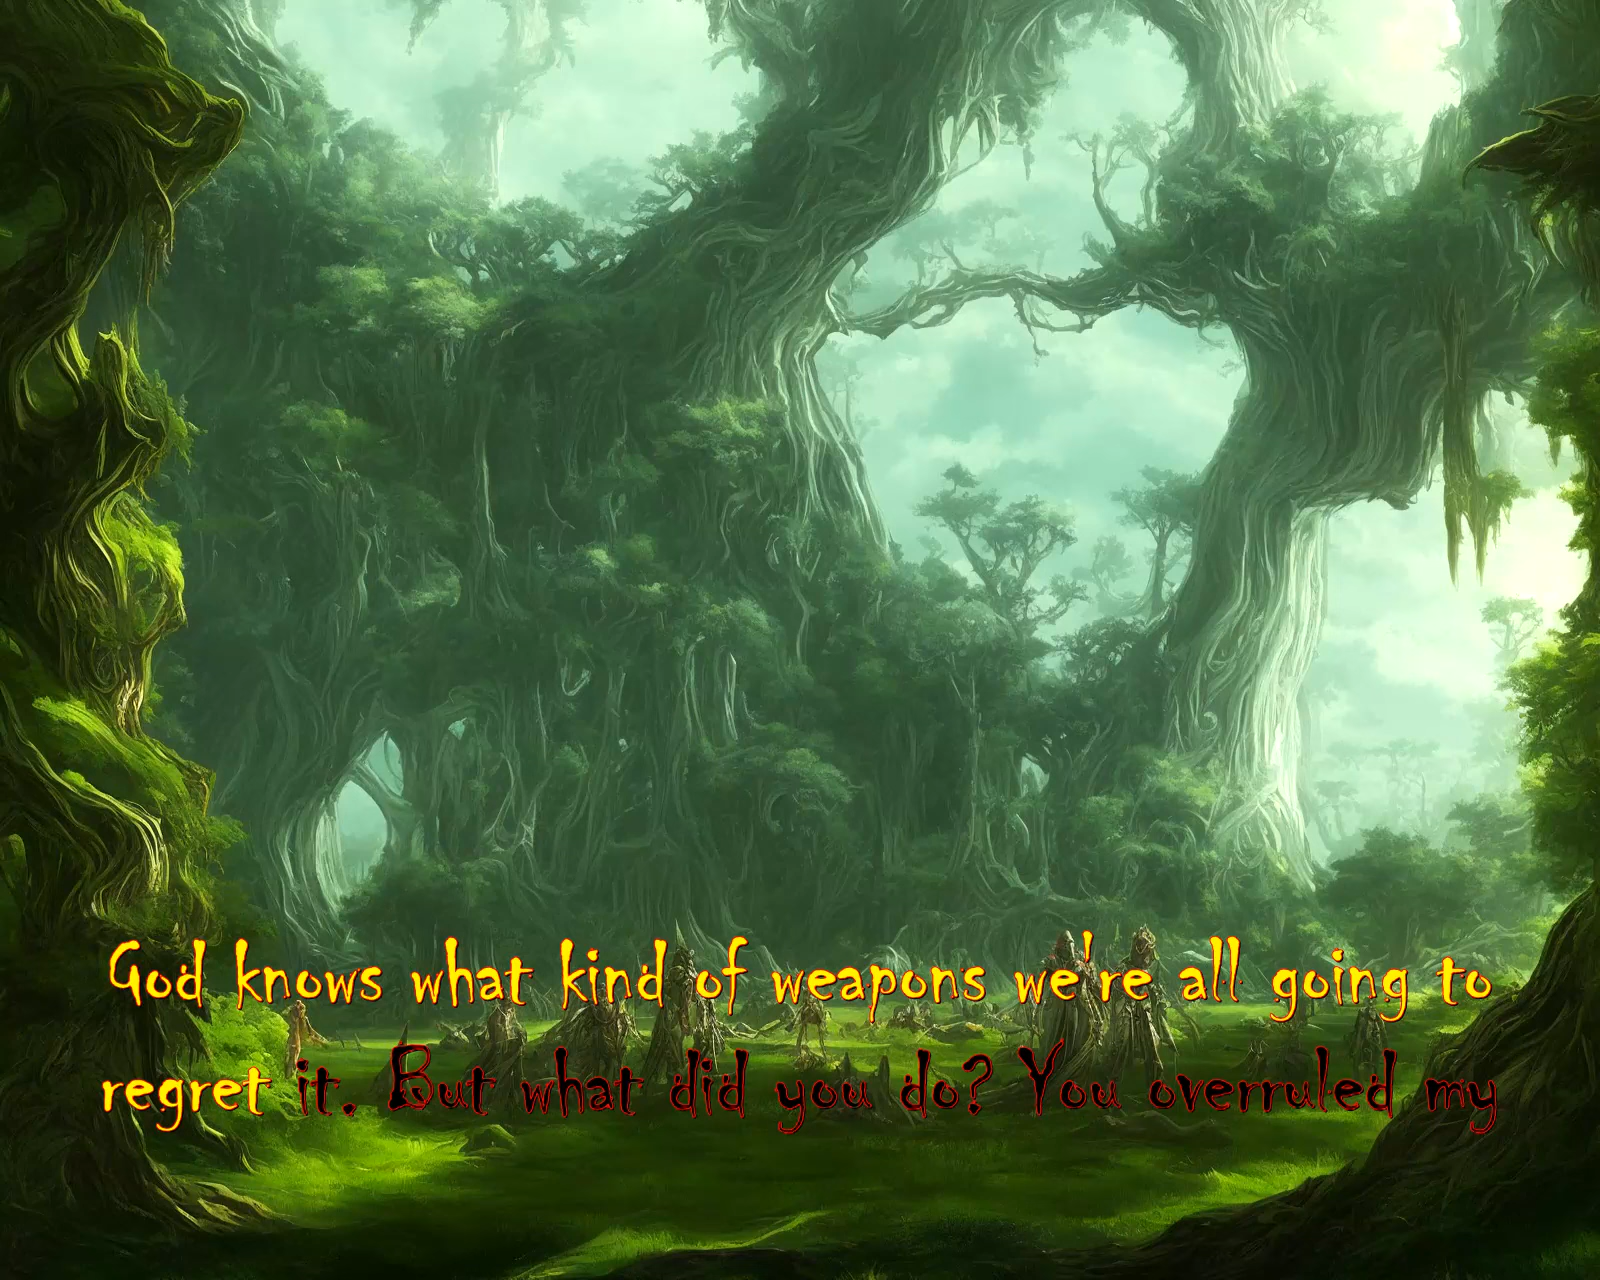 God knows what kind of weapons we're all going to
regret it. But what did you do? You overruled my